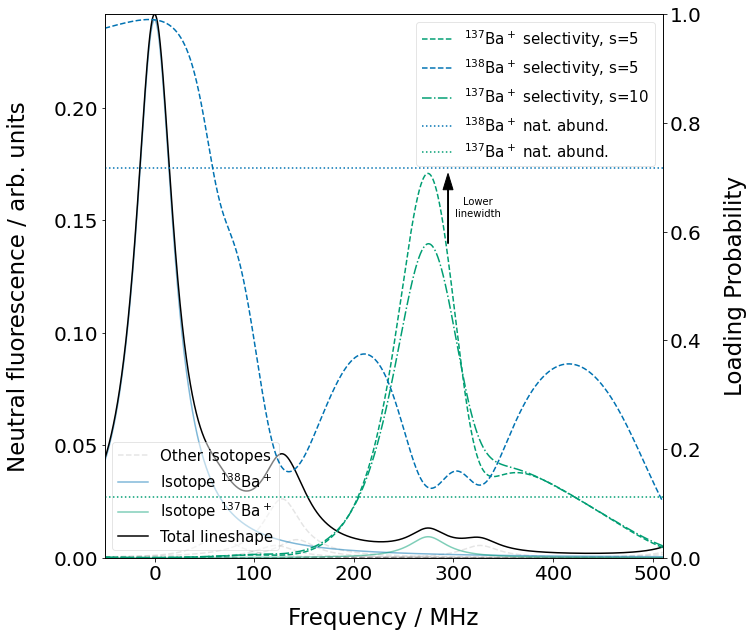 Neutral fluorescence / arb. units
0.20
0.15
0.10
0.05
0.00
¹³⁷Ba⁺ selectivity, s=5
¹³⁸Ba⁺ selectivity, s=5
¹³⁷Ba⁺ selectivity, s=10
¹³⁸Ba⁺ nat. abund.
¹³⁷Ba⁺ nat. abund.
Lower
linewidth
Other isotopes
Isotope ¹³⁸Ba⁺
Isotope ¹³⁷Ba⁺
Total lineshape
1.0
0.8
0.6
0.4
0.2
0.0
Loading Probability
0 100 200 300 400 500
Frequency / MHz